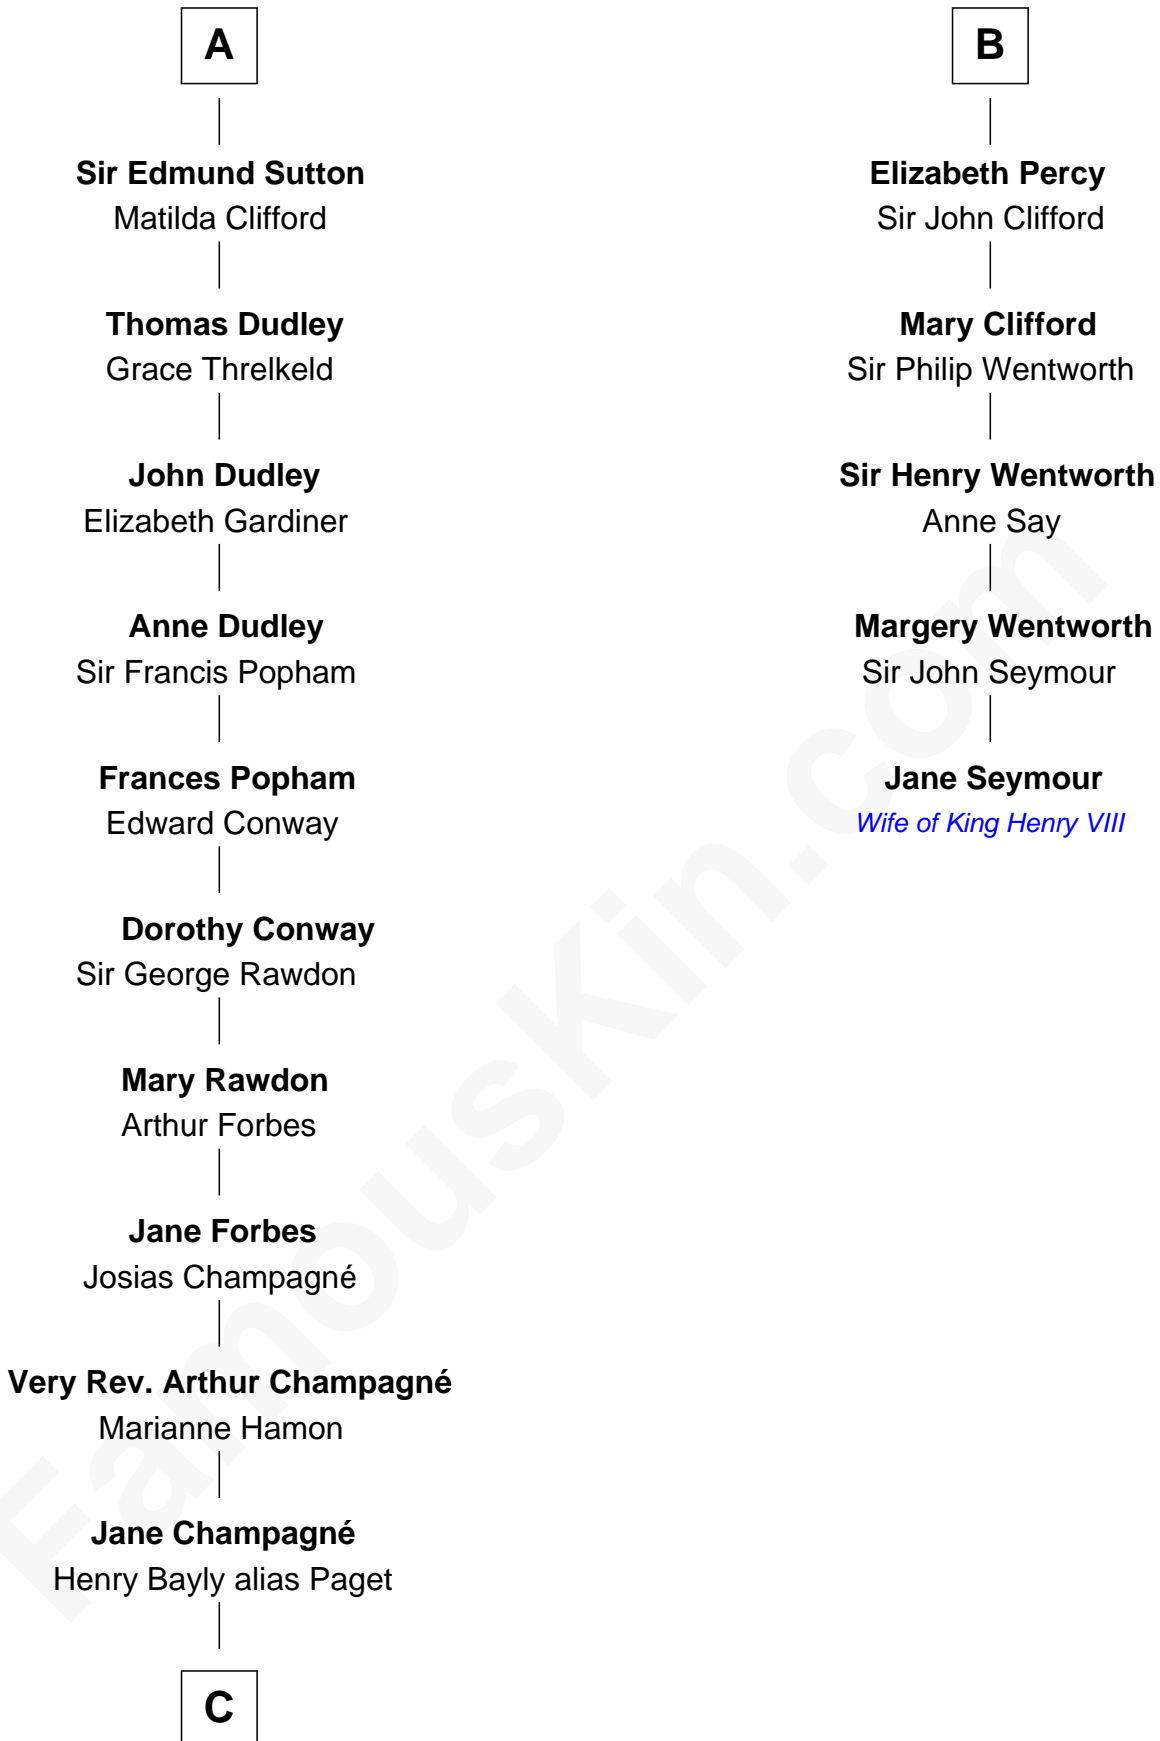 A
Sir Edmund Sutton
Matilda Clifford
Thomas Dudley
Grace Threlkeld
John Dudley
Elizabeth Gardiner
Anne Dudley
Sir Francis Popham
Frances Popham
Edward Conway
Dorothy Conway
Sir George Rawdon
Mary Rawdon
Arthur Forbes
Jane Forbes
Josias Champagné
Very Rev. Arthur Champagné
Marianne Hamon
Jane Champagné
Henry Bayly alias Paget
C
B
Elizabeth Percy
Sir John Clifford
Mary Clifford
Sir Philip Wentworth
Sir Henry Wentworth
Anne Say
Margery Wentworth
Sir John Seymour
Jane Seymour
Wife of King Henry VIII
FamousKin.com